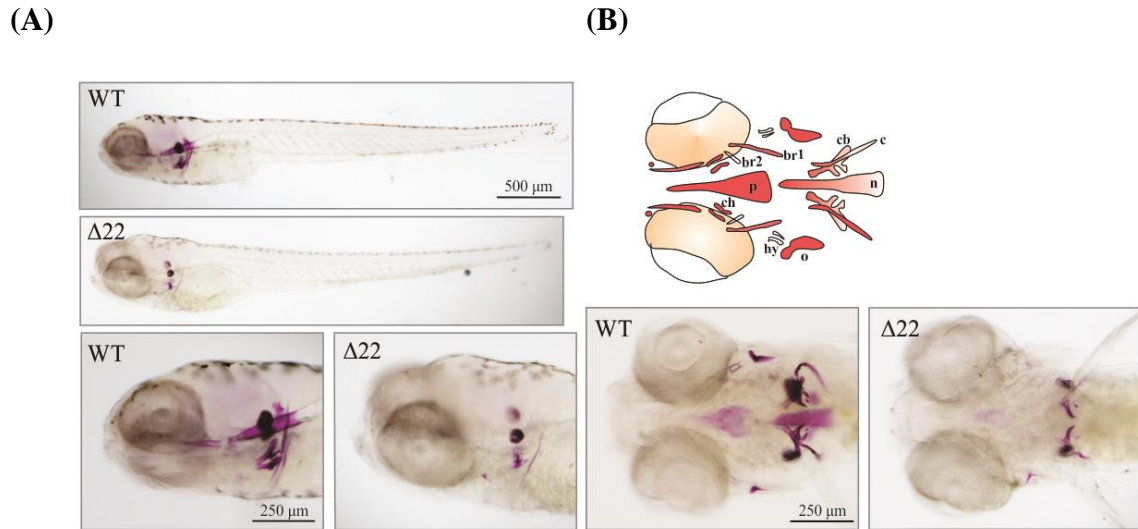 (A)
(B)
WT
500 μm
Δ22
WT
250 μm
Δ22
cb
c
br1
br2
p
n
ch
hy
o
WT
250 μm
Δ22